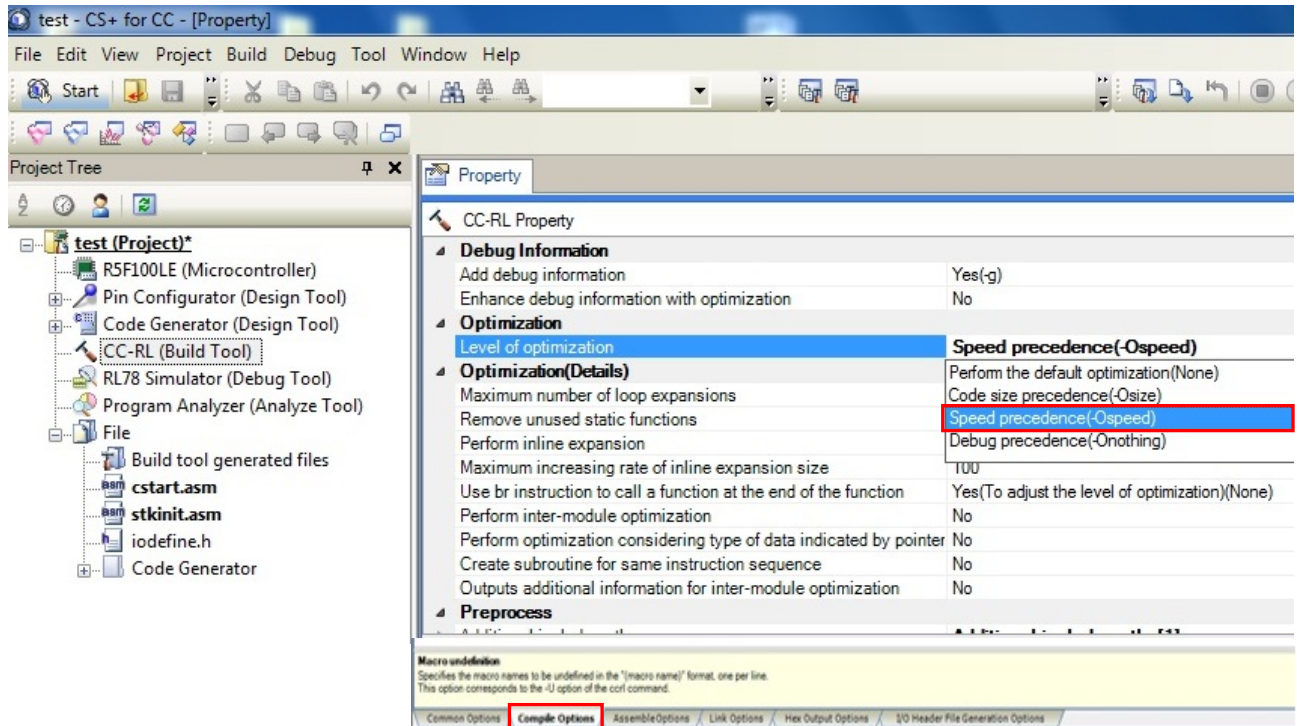 test - CS+ for CC - [Property]
File Edit View Project Build Debug Tool Window Help
Start
Project Tree
test (Project)*
R5F100LE (Microcontroller)
Pin Configurator (Design Tool)
Code Generator (Design Tool)
CC-RL (Build Tool)
RL78 Simulator (Debug Tool)
Program Analyzer (Analyze Tool)
File
Build tool generated files
cstart.asm
stkinit.asm
iodefine.h
Code Generator
Property
CC-RL Property
Debug Information
Add debug information Yes(-g)
Enhance debug information with optimization No
Optimization
Level of optimization Speed precedence(-Ospeed)
Optimization(Details) Perform the default optimization(None)
Maximum number of loop expansions Code size precedence(-Osize)
Remove unused static functions Speed precedence(-Ospeed)
Perform inline expansion Debug precedence(-Onothing)
Maximum increasing rate of inline expansion size 100
Use br instruction to call a function at the end of the function Yes(To adjust the level of optimization)(None)
Perform inter-module optimization No
Perform optimization considering type of data indicated by pointer No
Create subroutine for same instruction sequence No
Outputs additional information for inter-module optimization No
Preprocess
Macro undefinition
Specifies the macro names to be undefined in the "(macro name)" format, one per line.
This option corresponds to the -U option of the ccrl command.
Common Options Compile Options Assemble Options Link Options Hex Output Options I/O Header File Generation Options